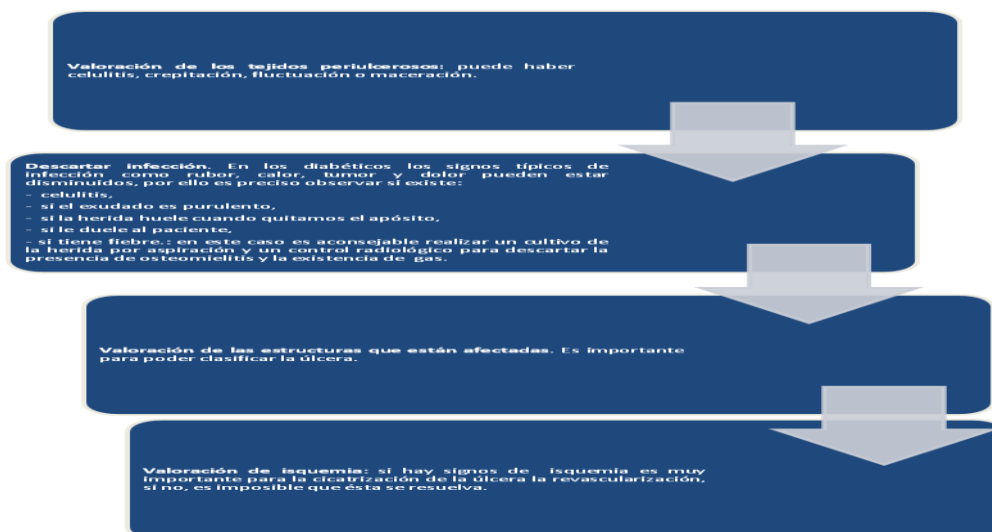 Valoración de los tejidos periulcerosos: puede haber
celulitis, crepitación, fluctuación o maceración.
Descartar infección. En los diabéticos los signos típicos de
infección como rubor, calor, tumor y dolor pueden estar
disminuidos, por ello es preciso observar si existe:
- celulitis,
- si el exudado es purulento,
- si la herida huele cuando quitamos el apósito,
- si le duele al paciente,
- si tiene fiebre.: en este caso es aconsejable realizar un cultivo de
la herida por aspiración y un control radiológico para descartar la
presencia de osteomielitis y la existencia de gas.
Valoración de las estructuras que están afectadas. Es importante
para poder clasificar la úlcera.
Valoración de isquemia: si hay signos de isquemia es muy
importante para la cicatrización de la úlcera la revascularización,
si no, es imposible que ésta se resuelva.